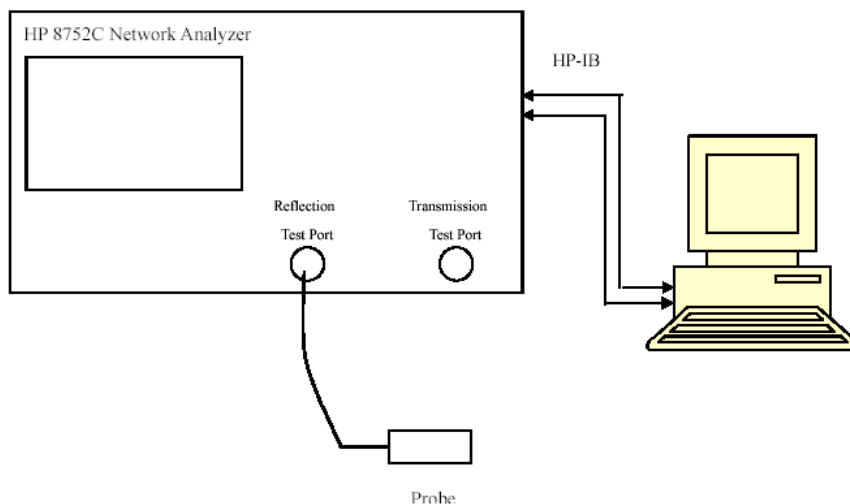 HP 8752C Network Analyzer
HP-IB
Reflection
Test Port
Transmission
Test Port
Probe